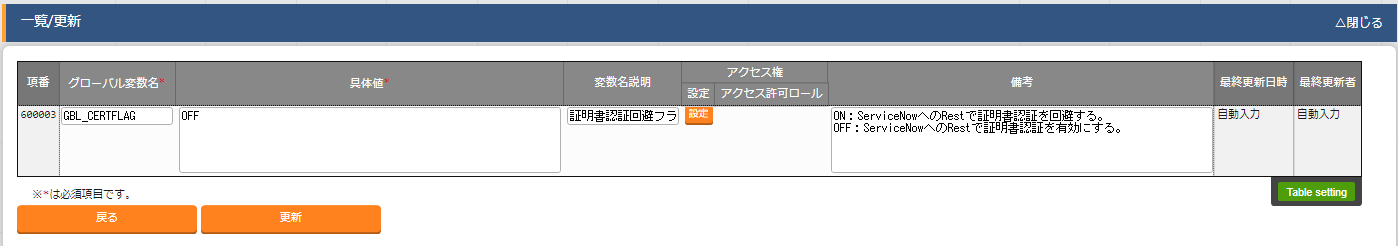 一覧/更新
△閉じる
項番
グローバル変数名*
具体値*
変数名説明
アクセス権
設定
アクセス許可ロール
備考
最終更新日時
最終更新者
600003
GBL_CERTFLAG
OFF
証明書認証回避フラ
設定
ON：ServiceNowへのRestで証明書認証を回避する。
OFF：ServiceNowへのRestで証明書認証を有効にする。
自動入力
自動入力
※*は必須項目です。
Table setting
戻る
更新